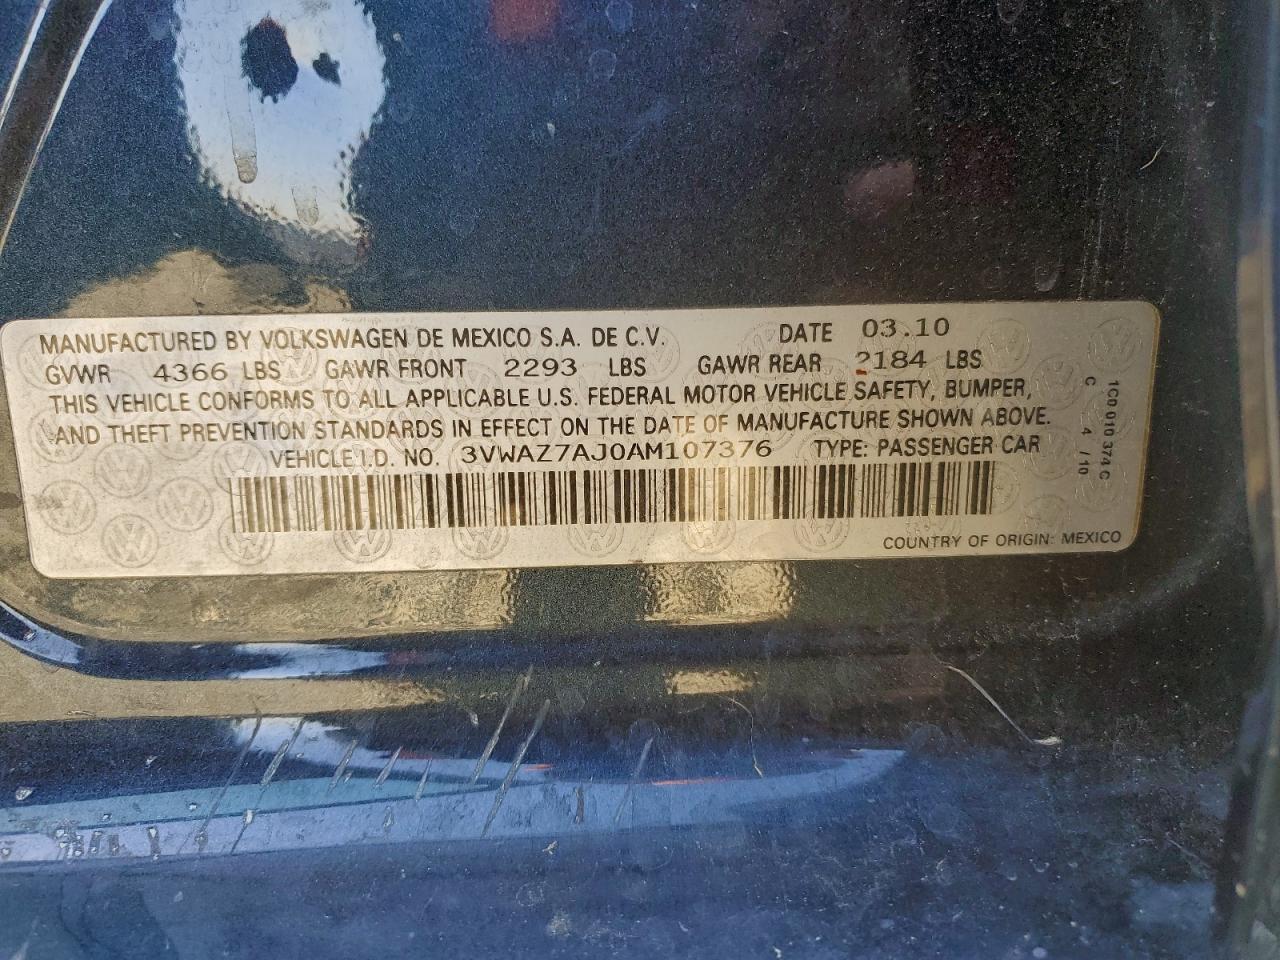 MANUFACTURED BY VOLKSWAGEN DE MEXICO S.A. DE C.V. DATE 03.10
GVWR 4366 LBS GAWR FRONT 2293 LBS GAWR REAR 2184 LBS
THIS VEHICLE CONFORMS TO ALL APPLICABLE U.S. FEDERAL MOTOR VEHICLE SAFETY, BUMPER,
AND THEFT PREVENTION STANDARDS IN EFFECT ON THE DATE OF MANUFACTURE SHOWN ABOVE.
VEHICLE I.D. NO. 3VWAZ7AJ0AM107376 TYPE: PASSENGER CAR
COUNTRY OF ORIGIN: MEXICO
1C0 010 374 C
C 4 / 10